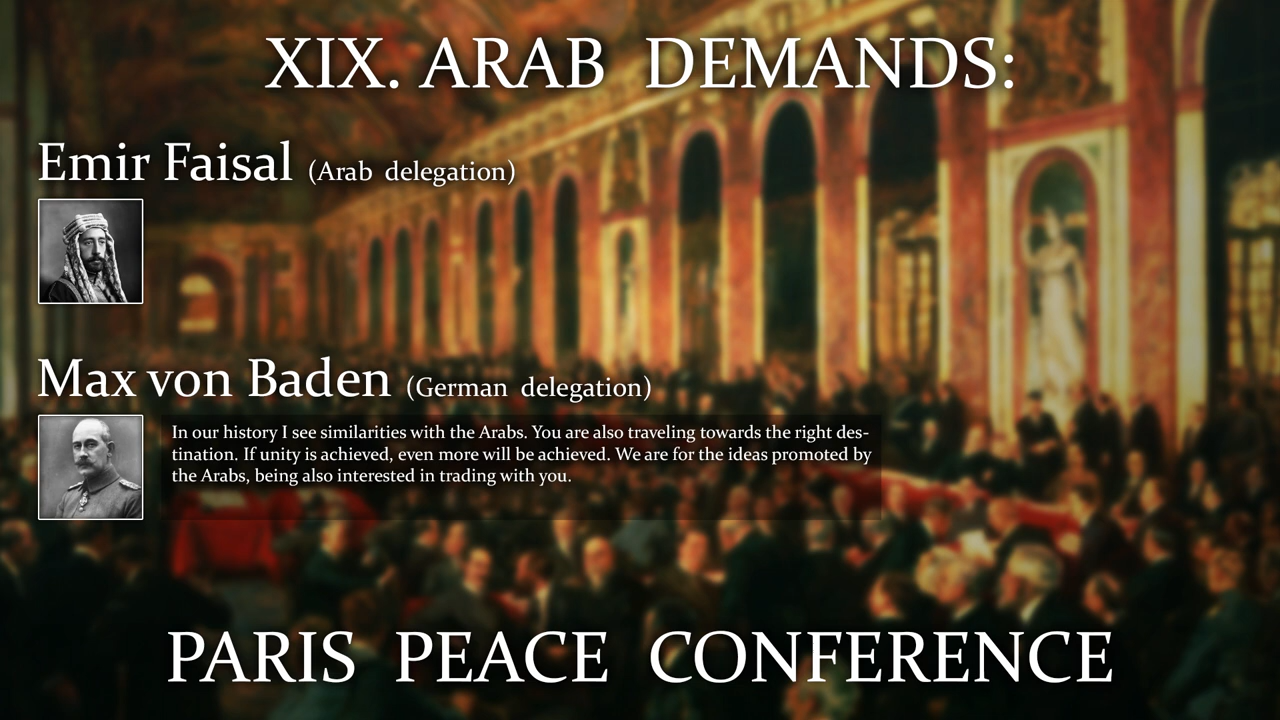 XIX. ARAB DEMANDS:
Emir Faisal (Arab delegation)
Max von Baden (German delegation)
In our history I see similarities with the Arabs. You are also traveling towards the right des-
tination. If unity is achieved, even more will be achieved. We are for the ideas promoted by
the Arabs, being also interested in trading with you.
PARIS PEACE CONFERENCE